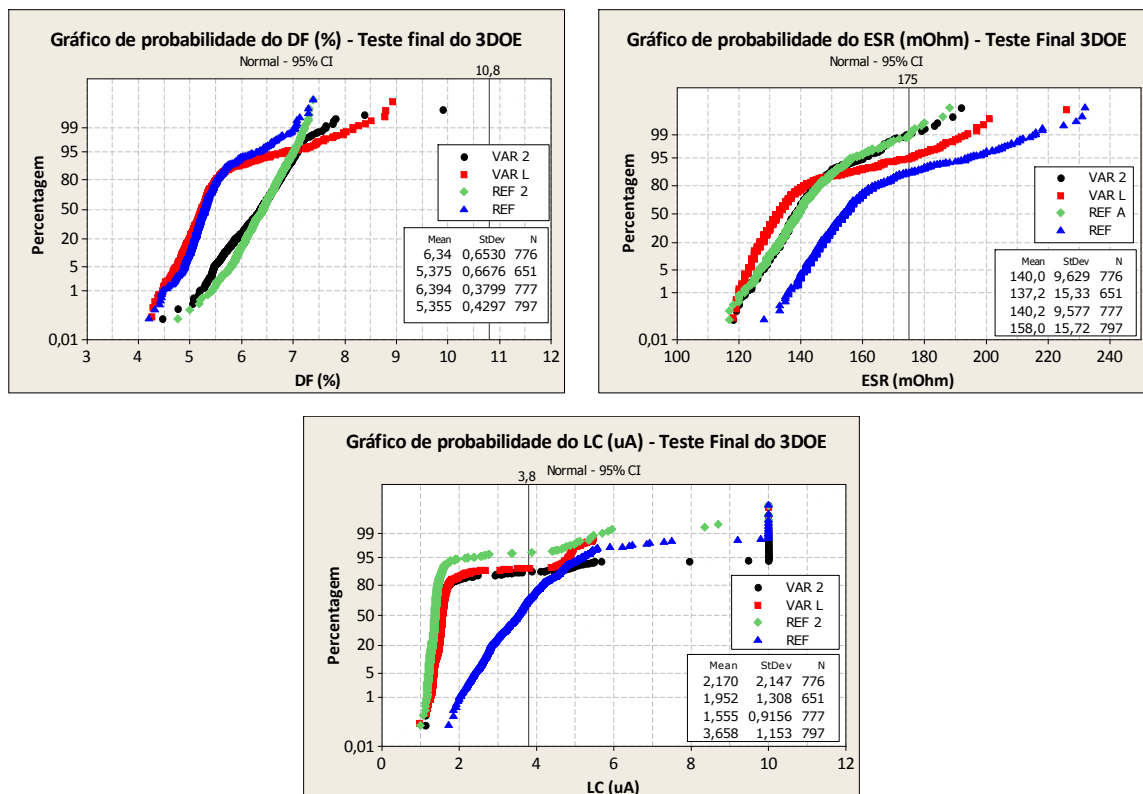 Gráfico de probabilidade do DF (%) - Teste final do 3DOE
Normal - 95% CI
10,8
Percentagem
99
95
80
50
20
5
1
0,01
3 4 5 6 7 8 9 10 11 12
DF (%)
VAR 2
VAR L
REF 2
REF
Mean StDev N
6,34 0,6530 776
5,375 0,6676 651
6,394 0,3799 777
5,355 0,4297 797
Gráfico de probabilidade do ESR (mOhm) - Teste Final 3DOE
Normal - 95% CI
175
Percentagem
99
95
80
50
20
5
1
0,01
100 120 140 160 180 200 220 240
ESR (mOhm)
VAR 2
VAR L
REF A
REF
Mean StDev N
140,0 9,629 776
137,2 15,33 651
140,2 9,577 777
158,0 15,72 797
Gráfico de probabilidade do LC (uA) - Teste Final do 3DOE
Normal - 95% CI
3,8
Percentagem
99
95
80
50
20
5
1
0,01
0 2 4 6 8 10 12
LC (uA)
VAR 2
VAR L
REF 2
REF
Mean StDev N
2,170 2,147 776
1,952 1,308 651
1,555 0,9156 777
3,658 1,153 797